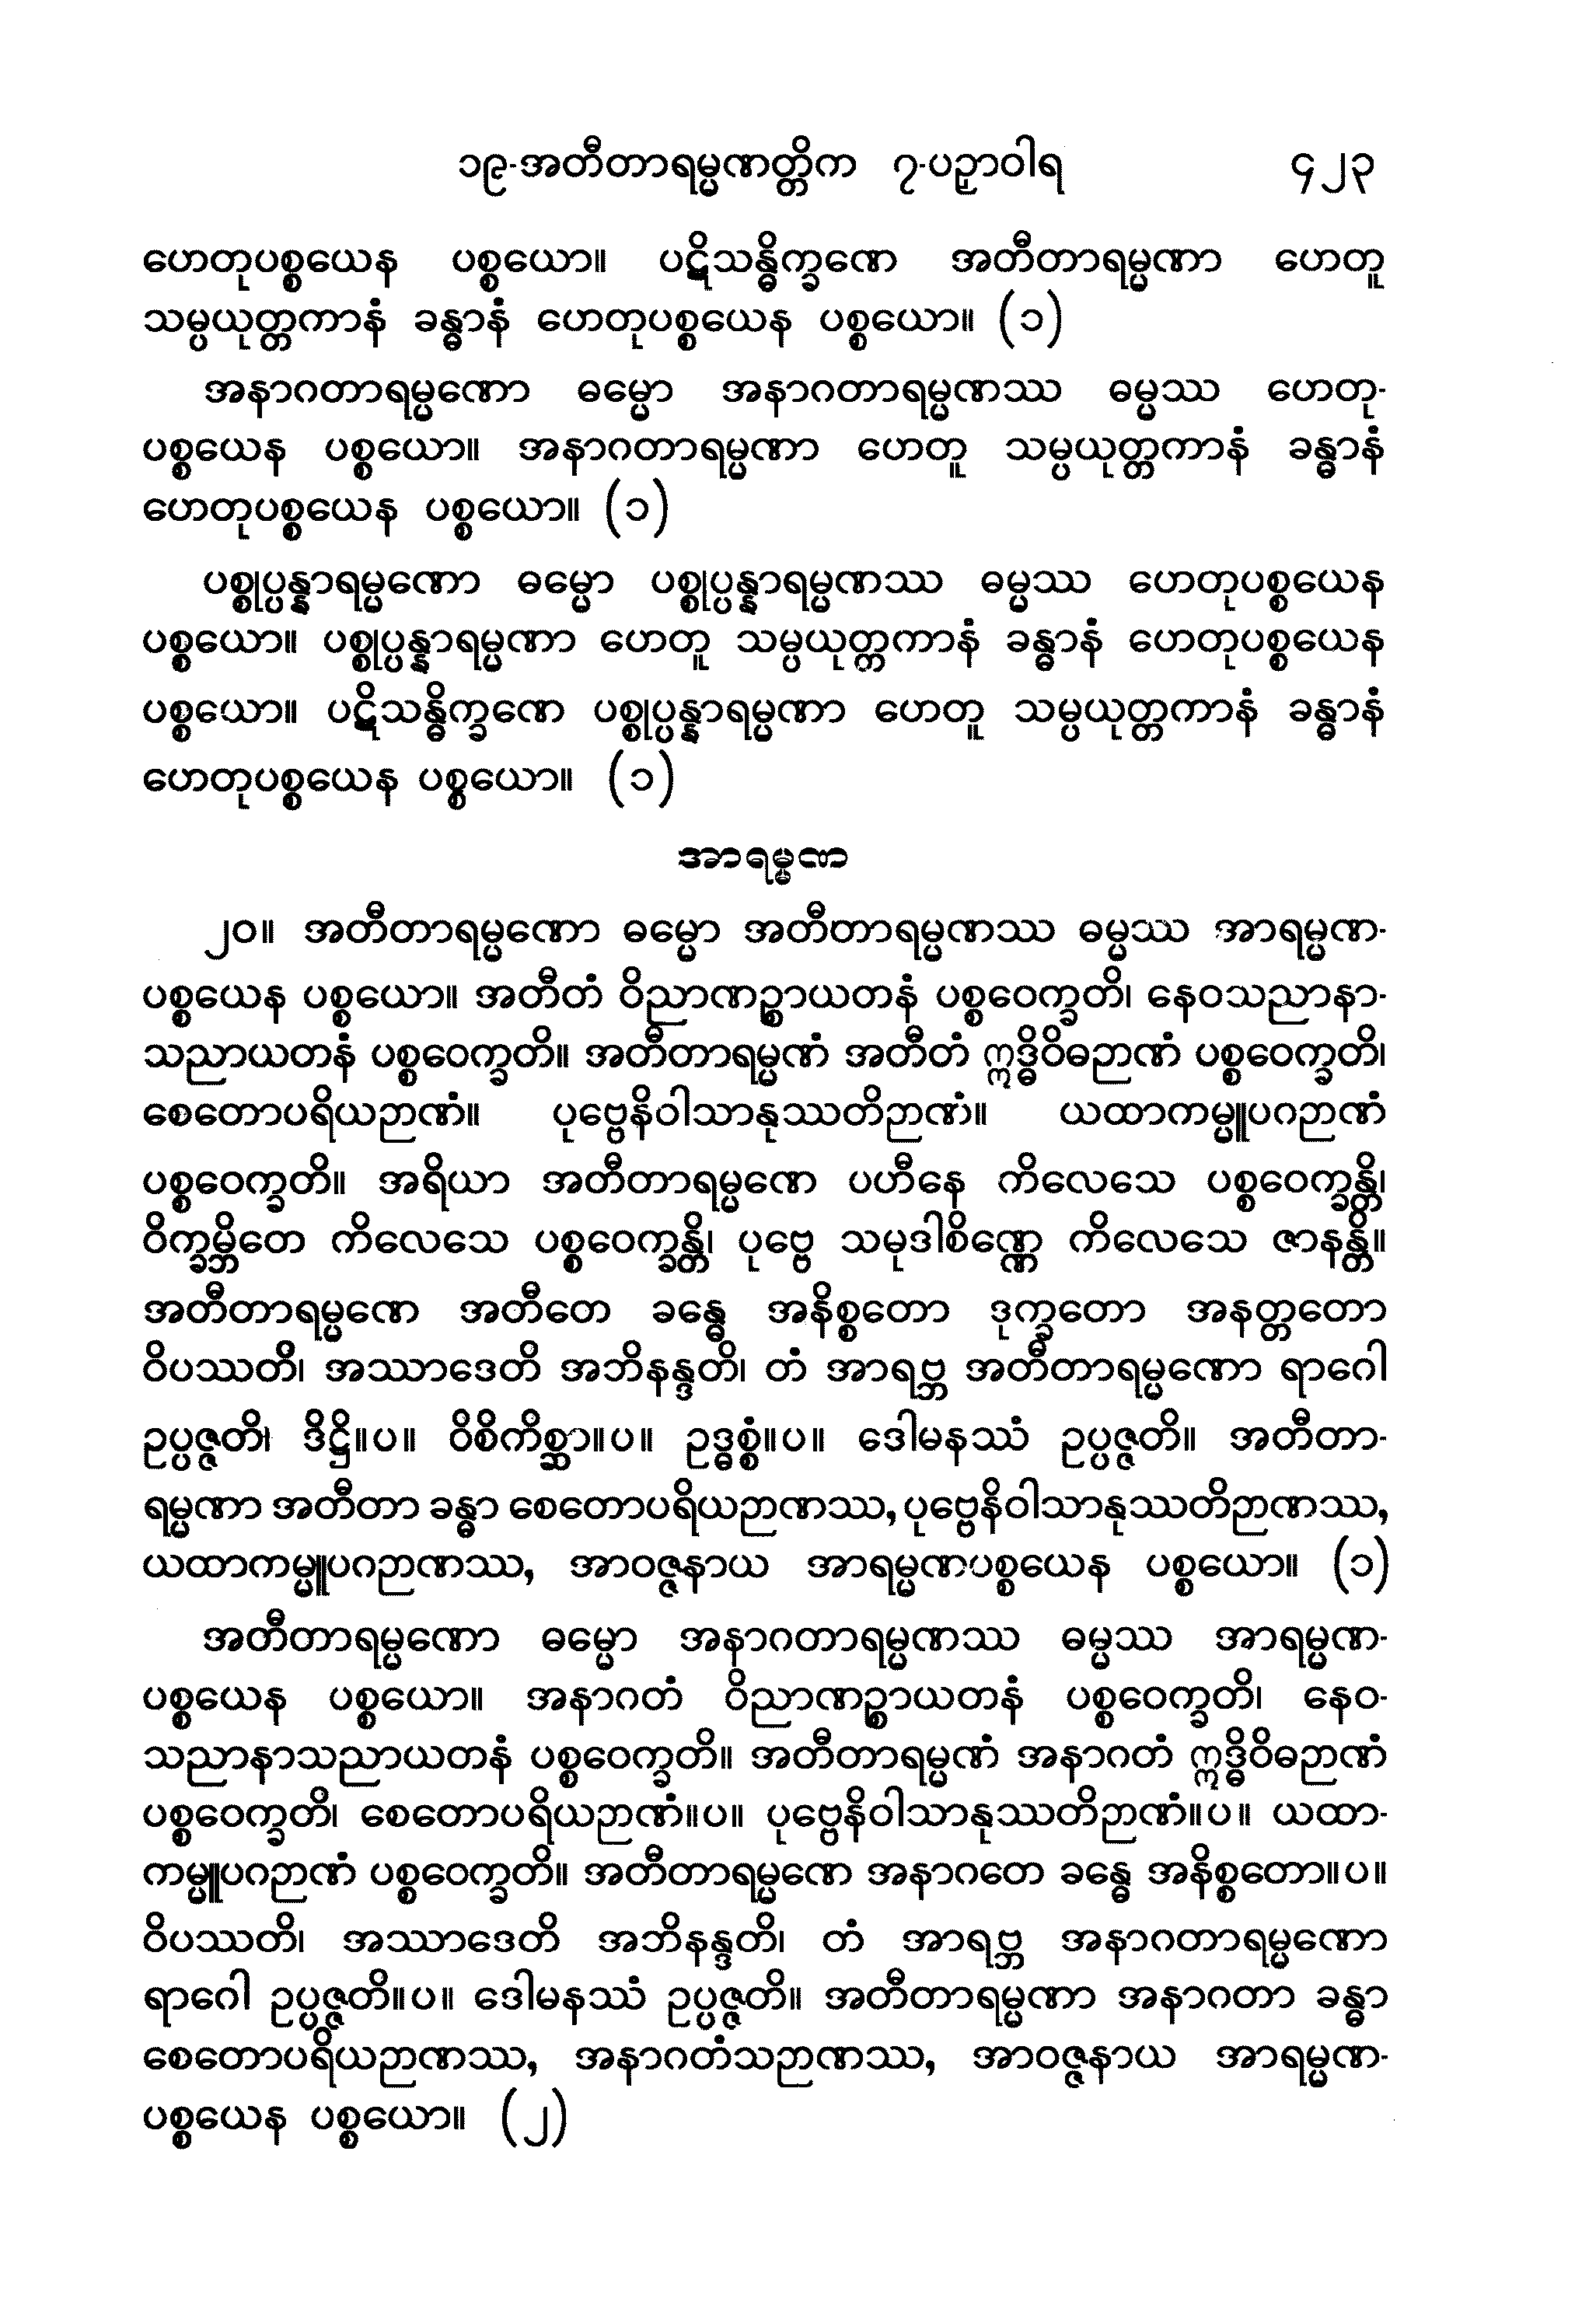 ၁၉-အတီတာရမ္မဏတ္တိက ၇-ပဉှာဝါရ ၄၂၃
ဟေတုပစ္စယေန ပစ္စယော။ ပဋိသန္ဓိက္ခဏေ အတီတာရမ္မဏာ ဟေတူ
သမ္ပယုတ္တကာနံ ခန္ဓာနံ ဟေတုပစ္စယေန ပစ္စယော။ (၁)
အနာဂတာရမ္မဏော ဓမ္မော အနာဂတာရမ္မဏဿ ဓမ္မဿ ဟေတု-
ပစ္စယေန ပစ္စယော။ အနာဂတာရမ္မဏာ ဟေတူ သမ္ပယုတ္တကာနံ ခန္ဓာနံ
ဟေတုပစ္စယေန ပစ္စယော။ (၁)
ပစ္စုပ္ပန္နာရမ္မဏော ဓမ္မော ပစ္စုပ္ပန္နာရမ္မဏဿ ဓမ္မဿ ဟေတုပစ္စယေန
ပစ္စယော။ ပစ္စုပ္ပန္နာရမ္မဏာ ဟေတူ သမ္ပယုတ္တကာနံ ခန္ဓာနံ ဟေတုပစ္စယေန
ပစ္စယော။ ပဋိသန္ဓိက္ခဏေ ပစ္စုပ္ပန္နာရမ္မဏာ ဟေတူ သမ္ပယုတ္တကာနံ ခန္ဓာနံ
ဟေတုပစ္စယေန ပစ္စယော။ (၁)
အာရမ္မဏ
၂၀။ အတီတာရမ္မဏော ဓမ္မော အတီတာရမ္မဏဿ ဓမ္မဿ အာရမ္မဏ-
ပစ္စယေန ပစ္စယော။ အတီတံ ဝိညာဏဉ္စာယတနံ ပစ္စဝေက္ခတိ၊ နေဝသညာနာ-
သညာယတနံ ပစ္စဝေက္ခတိ။ အတီတာရမ္မဏံ အတီတံ ဣဒ္ဓိဝိဓဉာဏံ ပစ္စဝေက္ခတိ၊
စေတောပရိယဉာဏံ။ ပုဗ္ဗေနိဝါသာနုဿတိဉာဏံ။ ယထာကမ္မူပဂဉာဏံ
ပစ္စဝေက္ခတိ။ အရိယာ အတီတာရမ္မဏေ ပဟီနေ ကိလေသေ ပစ္စဝေက္ခန္တိ၊
ဝိက္ခမ္ဘိတေ ကိလေသေ ပစ္စဝေက္ခန္တိ၊ ပုဗ္ဗေ သမုဒါစိဏ္ဏေ ကိလေသေ ဇာနန္တိ။
အတီတာရမ္မဏေ အတီတေ ခန္ဓေ အနိစ္စတော ဒုက္ခတော အနတ္တတော
ဝိပဿတိ၊ အဿာဒေတိ အဘိနန္ဒတိ၊ တံ အာရဗ္ဘ အတီတာရမ္မဏော ရာဂေါ
ဥပ္ပဇ္ဇတိ၊ ဒိဋ္ဌိ။ပ။ ဝိစိကိစ္ဆာ။ပ။ ဥဒ္ဓစ္စံ။ပ။ ဒေါမနဿံ ဥပ္ပဇ္ဇတိ။ အတီတာ-
ရမ္မဏာ အတီတာ ခန္ဓာ စေတောပရိယဉာဏဿ, ပုဗ္ဗေနိဝါသာနုဿတိဉာဏဿ,
ယထာကမ္မူပဂဉာဏဿ, အာဝဇ္ဇနာယ အာရမ္မဏပစ္စယေန ပစ္စယော။ (၁)
အတီတာရမ္မဏော ဓမ္မော အနာဂတာရမ္မဏဿ ဓမ္မဿ အာရမ္မဏ-
ပစ္စယေန ပစ္စယော။ အနာဂတံ ဝိညာဏဉ္စာယတနံ ပစ္စဝေက္ခတိ၊ နေဝ-
သညာနာသညာယတနံ ပစ္စဝေက္ခတိ။ အတီတာရမ္မဏံ အနာဂတံ ဣဒ္ဓိဝိဓဉာဏံ
ပစ္စဝေက္ခတိ၊ စေတောပရိယဉာဏံ။ပ။ ပုဗ္ဗေနိဝါသာနုဿတိဉာဏံ။ပ။ ယထာ-
ကမ္မူပဂဉာဏံ ပစ္စဝေက္ခတိ။ အတီတာရမ္မဏေ အနာဂတေ ခန္ဓေ အနိစ္စတော။ပ။
ဝိပဿတိ၊ အဿာဒေတိ အဘိနန္ဒတိ၊ တံ အာရဗ္ဘ အနာဂတာရမ္မဏော
ရာဂေါ ဥပ္ပဇ္ဇတိ။ပ။ ဒေါမနဿံ ဥပ္ပဇ္ဇတိ။ အတီတာရမ္မဏာ အနာဂတာ ခန္ဓာ
စေတောပရိယဉာဏဿ, အနာဂတံသဉာဏဿ, အာဝဇ္ဇနာယ အာရမ္မဏ-
ပစ္စယေန ပစ္စယော။ (၂)